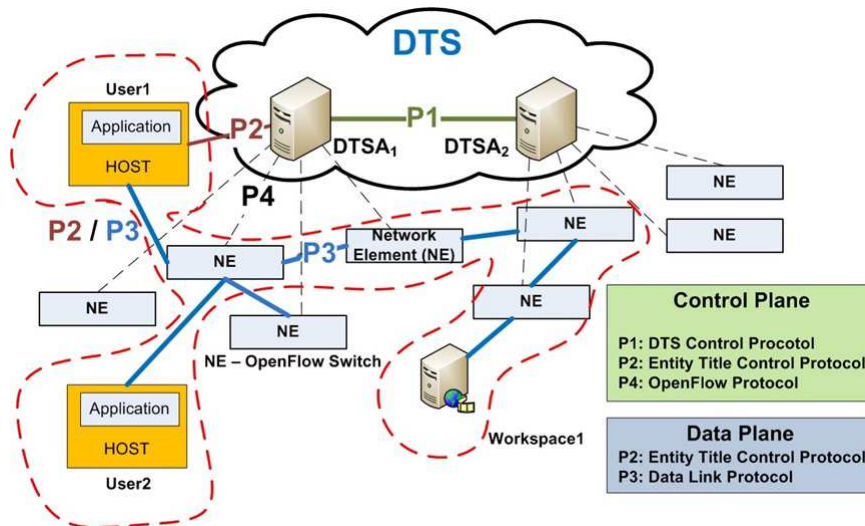 DTS
User1
Application
HOST
P2
P1
DTSA₁
DTSA₂
NE
P4
P2 / P3
NE
P3
Network
Element (NE)
NE
NE
NE
NE
NE
NE – OpenFlow Switch
Application
HOST
User2
Workspace1
Control Plane
P1: DTS Control Procotol
P2: Entity Title Control Protocol
P4: OpenFlow Protocol
Data Plane
P2: Entity Title Control Protocol
P3: Data Link Protocol